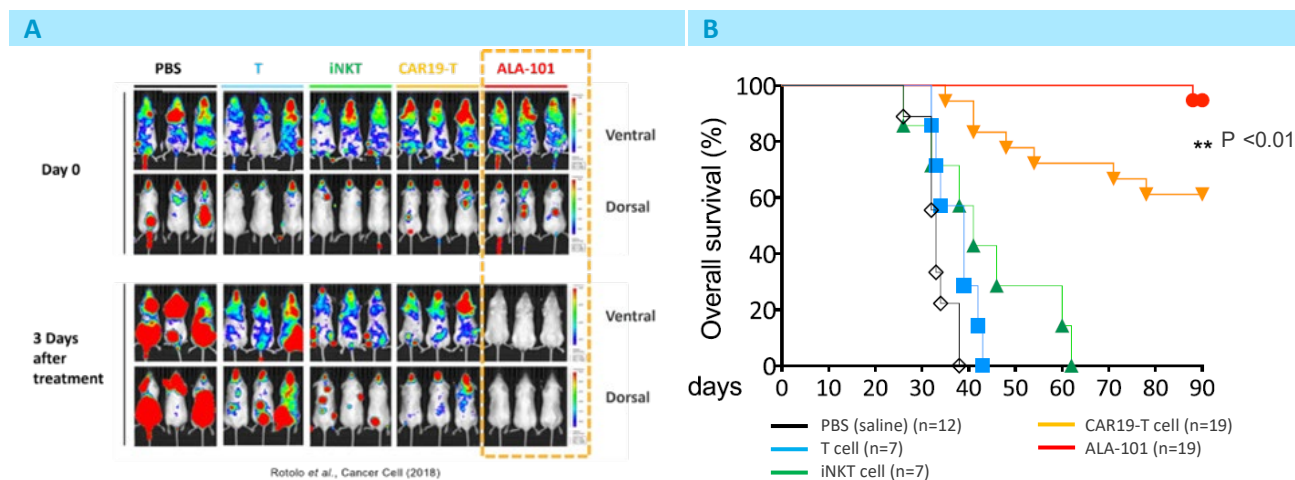 A
B
PBS
T
iNKT
CAR19-T
ALA-101
Day 0
Ventral
Dorsal
3 Days
after
treatment
Ventral
Dorsal
Rotolo et al., Cancer Cell (2018)
Overall survival (%)
100
80
60
40
20
0
** P <0.01
days
0 10 20 30 40 50 60 70 80 90
PBS (saline) (n=12)
T cell (n=7)
iNKT cell (n=7)
CAR19-T cell (n=19)
ALA-101 (n=19)